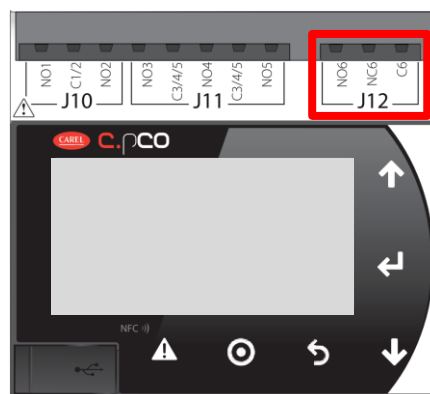 NO1
C1/2
NO2
NO3
C3/4/5
NO4
C3/4/5
NO5
NO6
NC6
C6
J10
J11
J12
CAREL c.pCO
NFC